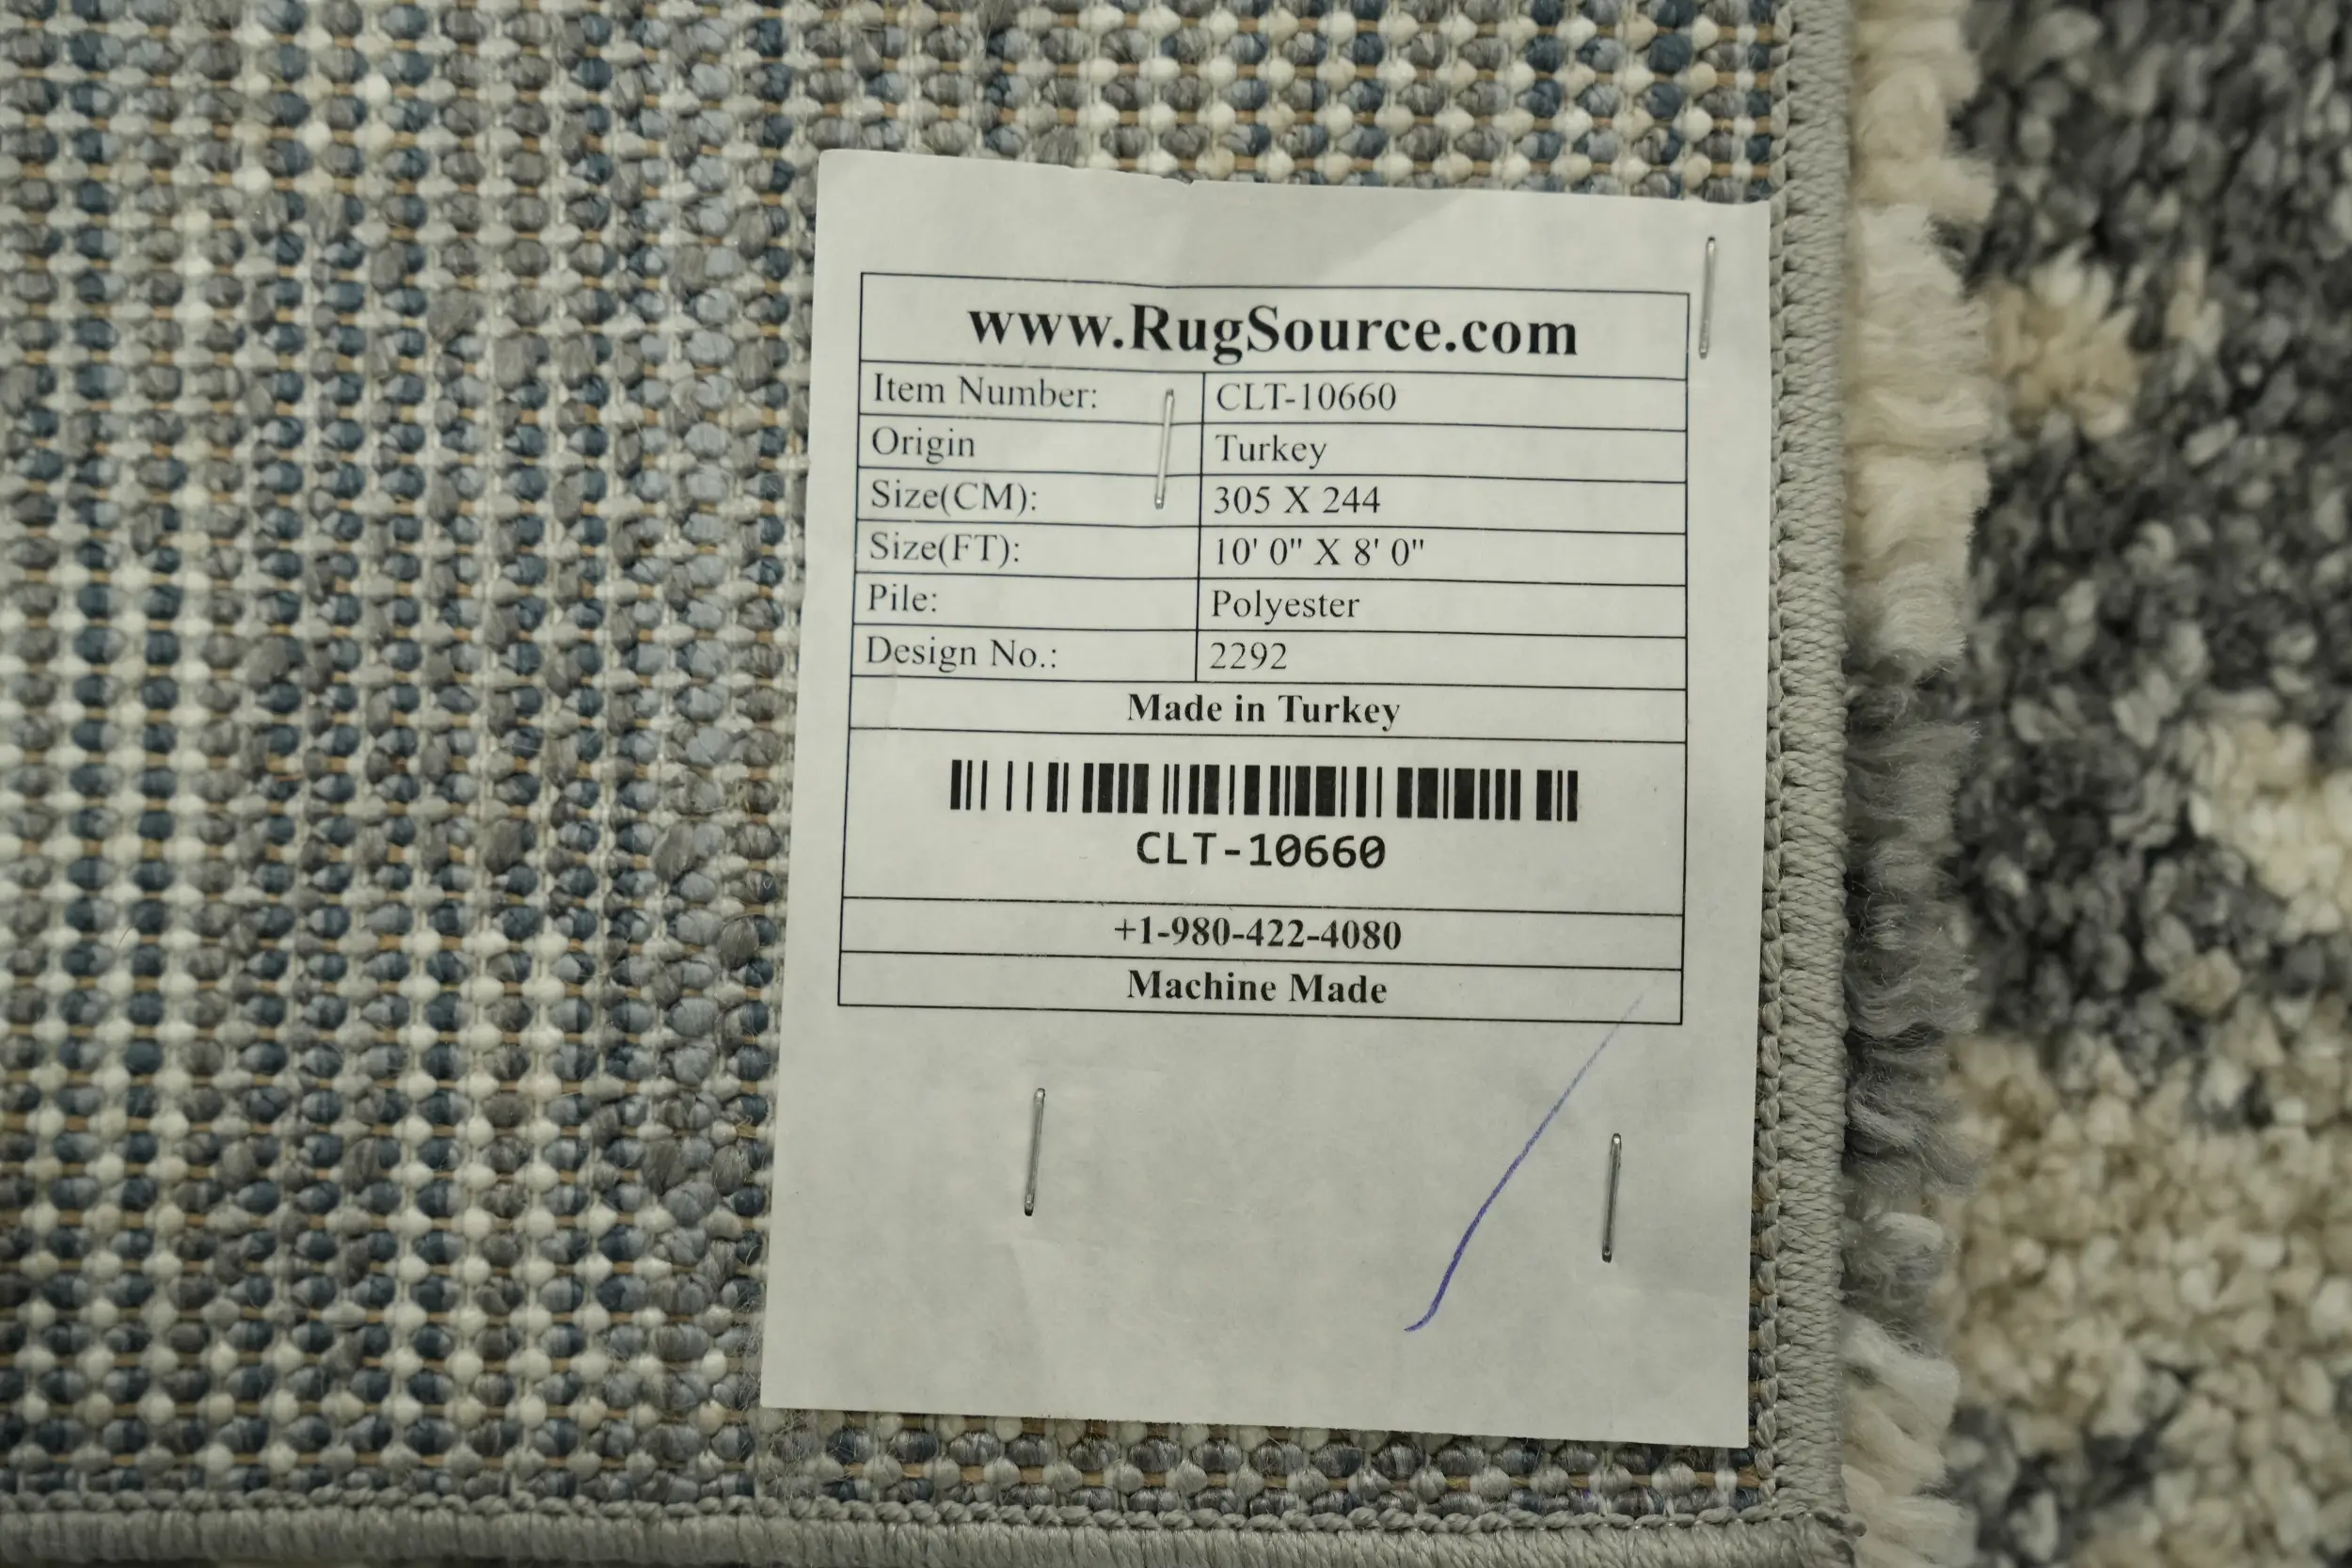 www.RugSource.com
Item Number: CLT-10660
Origin Turkey
Size(CM): 305 X 244
Size(FT): 10' 0" X 8' 0"
Pile: Polyester
Design No.: 2292
Made in Turkey
CLT-10660
+1-980-422-4080
Machine Made